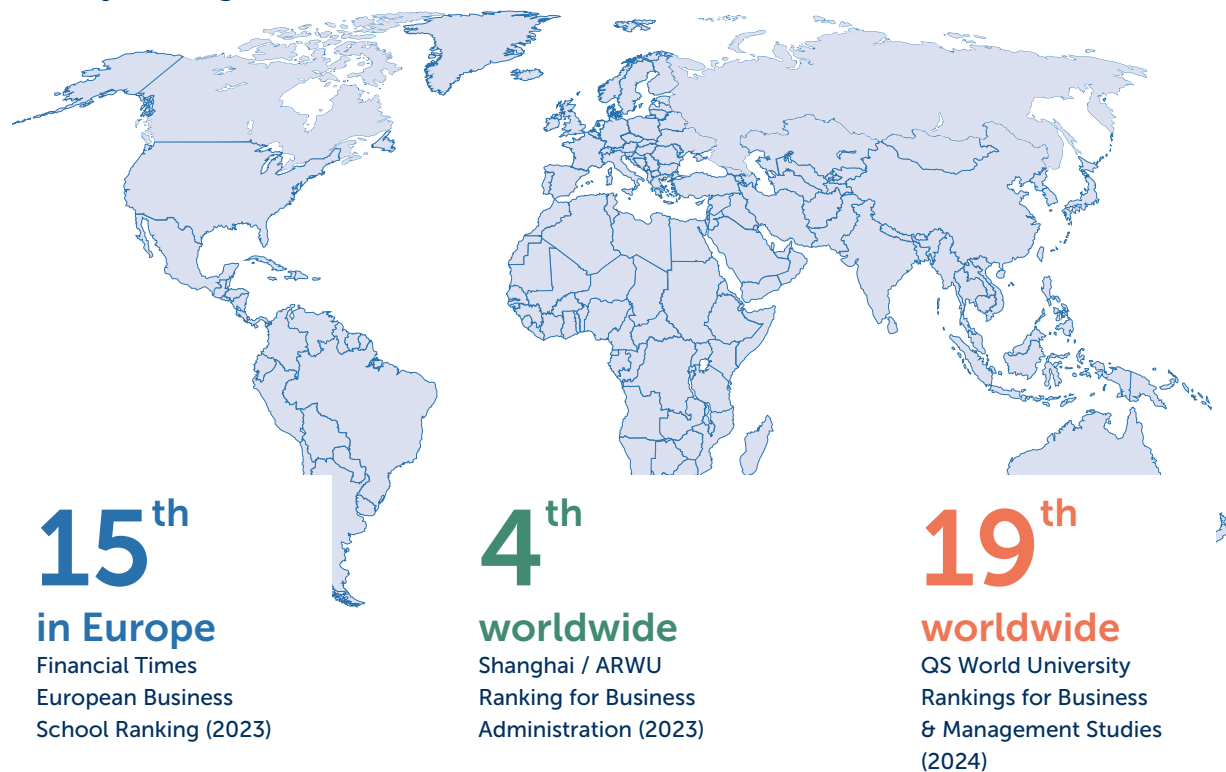 15th
in Europe
Financial Times
European Business
School Ranking (2023)
4th
worldwide
Shanghai / ARWU
Ranking for Business
Administration (2023)
19th
worldwide
QS World University
Rankings for Business
& Management Studies
(2024)